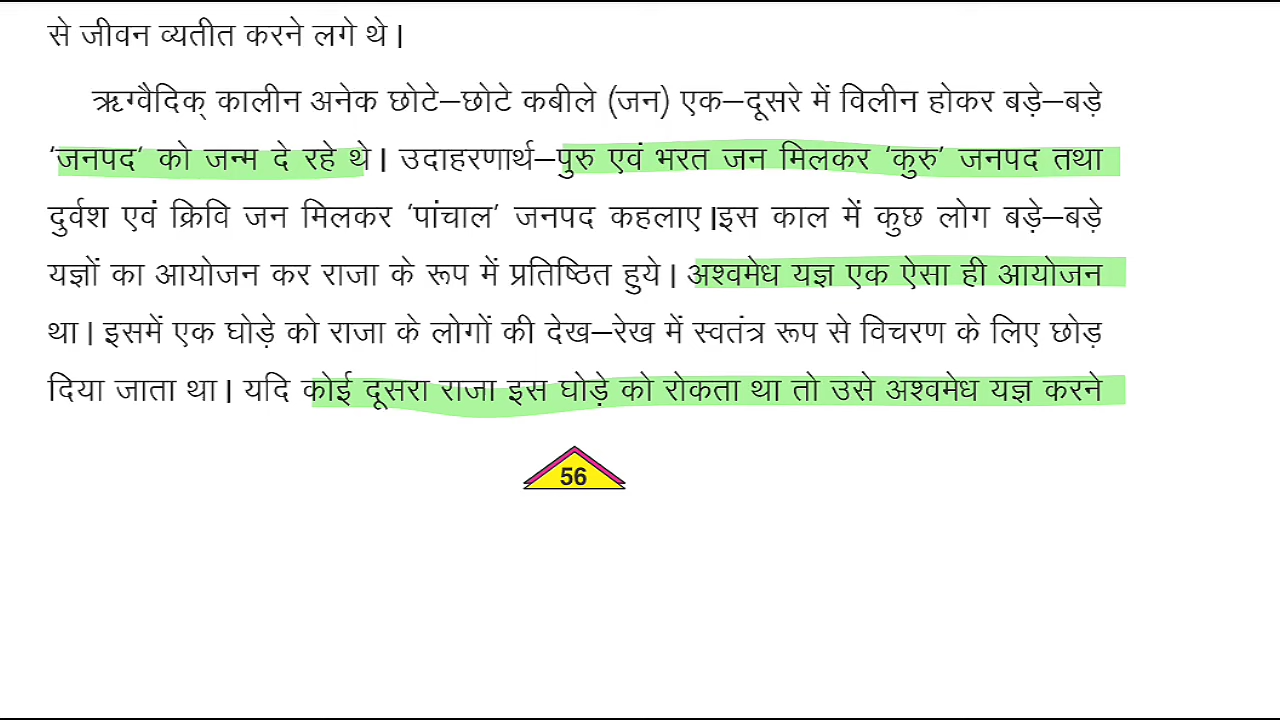 से जीवन व्यतीत करने लगे थे।
ऋग्वैदिक् कालीन अनेक छोटे–छोटे कबीले (जन) एक–दूसरे में विलीन होकर बड़े–बड़े
‘जनपद’ को जन्म दे रहे थे। उदाहरणार्थ–पुरु एवं भरत जन मिलकर ‘कुरु’ जनपद तथा
दुर्वश एवं क्रिवि जन मिलकर ‘पांचाल’ जनपद कहलाए।इस काल में कुछ लोग बड़े–बड़े
यज्ञों का आयोजन कर राजा के रूप में प्रतिष्ठित हुये। अश्वमेध यज्ञ एक ऐसा ही आयोजन
था। इसमें एक घोड़े को राजा के लोगों की देख–रेख में स्वतंत्र रूप से विचरण के लिए छोड़
दिया जाता था। यदि कोई दूसरा राजा इस घोड़े को रोकता था तो उसे अश्वमेध यज्ञ करने
56